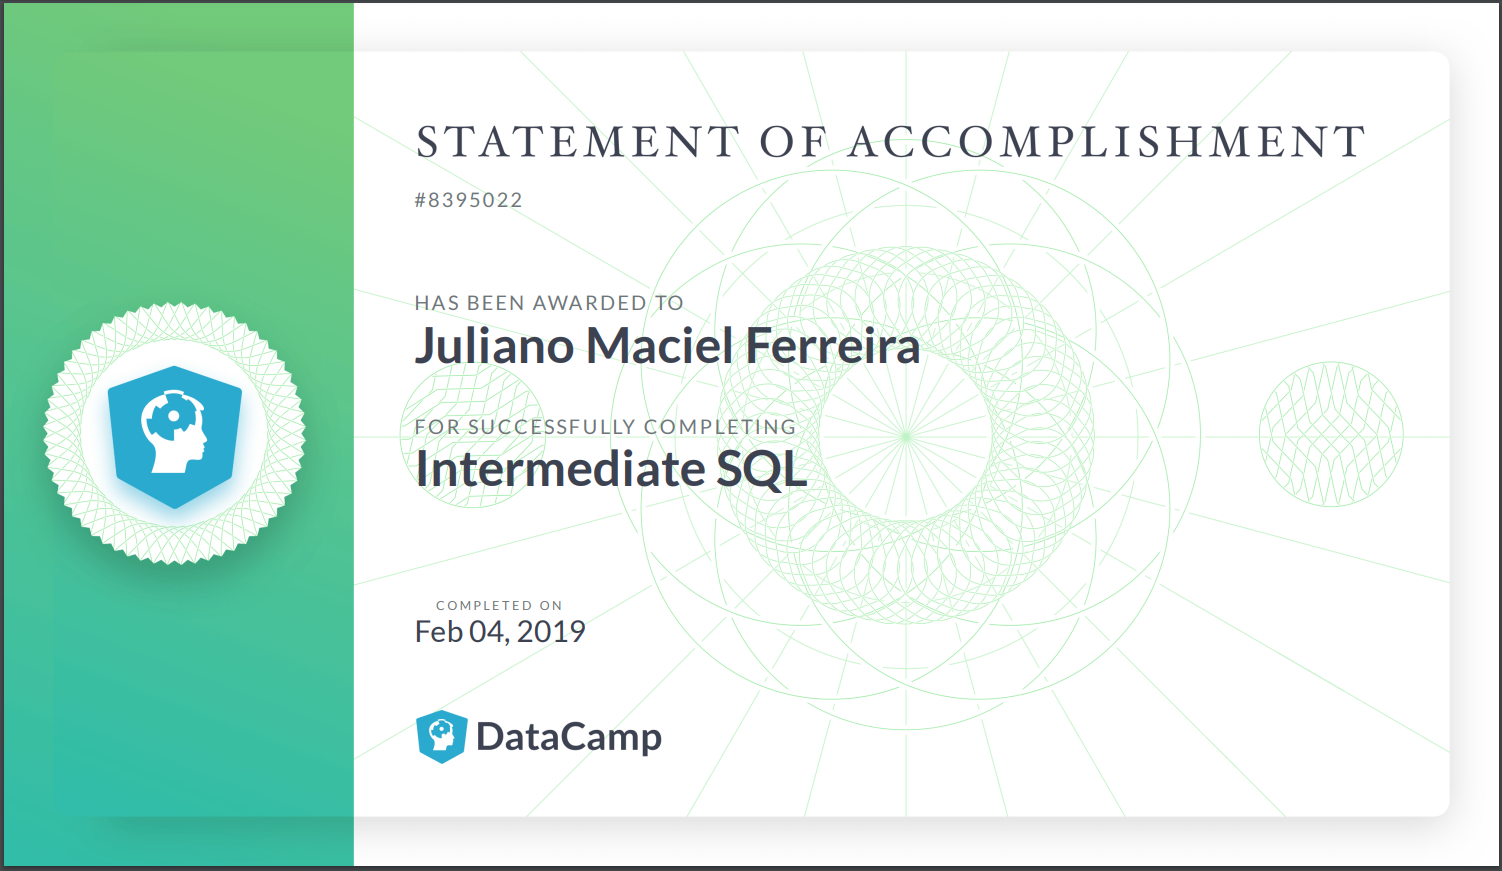 STATEMENT OF ACCOMPLISHMENT
#8395022
HAS BEEN AWARDED TO
Juliano Maciel Ferreira
FOR SUCCESSFULLY COMPLETING
Intermediate SQL
COMPLETED ON
Feb 04, 2019
DataCamp